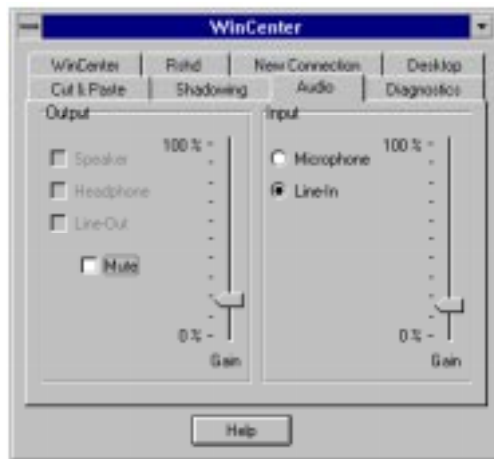 WinCenter
WinCenter Rshd New Connection Desktop
Cut & Paste Shadowing Audio Diagnostics
Output
100 %
Speaker
Headphone
Line-Out
Mute
0 %
Gain
Input
100 %
Microphone
Line-In
0 %
Gain
Help